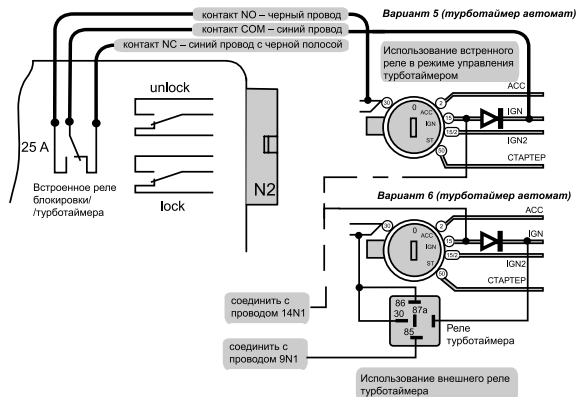 контакт NO – черный провод
контакт COM – синий провод
контакт NC – синий провод с черной полосой
Вариант 5 (турботаймер автомат)
Использование встренного
реле в режиме управления
турботаймером
unlock
lock
25 A
Встроенное реле
блокировки/
/турботаймера
N2
30
0
ACC
IGN
ST
2
15
15/2
50
ACC
IGN
IGN2
СТАРТЕР
Вариант 6 (турботаймер автомат)
30
0
ACC
IGN
ST
2
15
15/2
50
ACC
IGN
IGN2
СТАРТЕР
соединить с
проводом 14N1
86
87a
30
85
Реле
турботаймера
соединить с
проводом 9N1
Использование внешнего реле
турботаймера